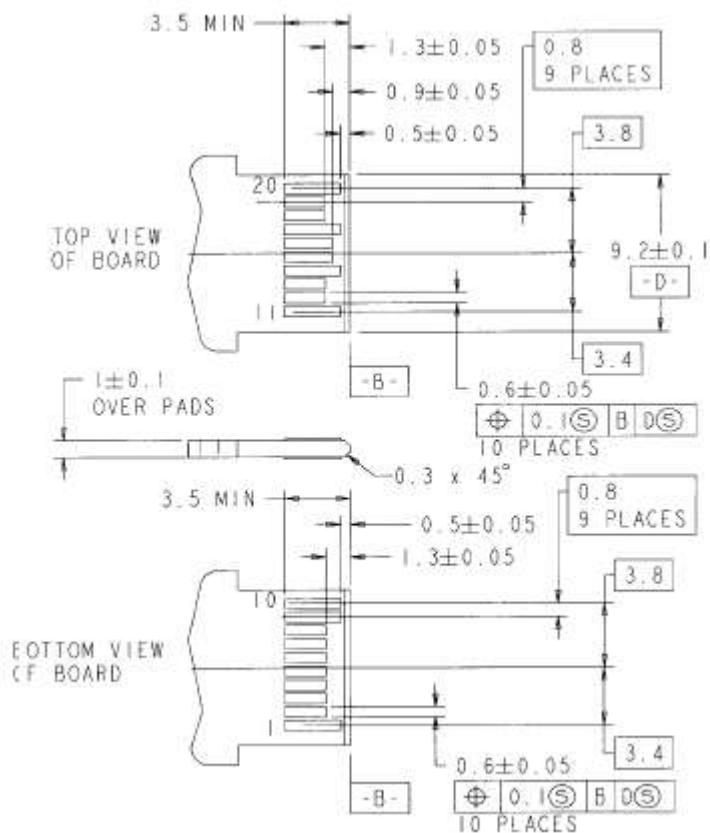 3.5 MIN
1.3±0.05
0.8
9 PLACES
0.9±0.05
0.5±0.05
3.8
20
TOP VIEW
OF BOARD
9.2±0.1
-D-
11
3.4
1±0.1
OVER PADS
-B-
0.6±0.05
⌖ 0.1Ⓢ B DⓈ
10 PLACES
0.3 x 45°
3.5 MIN
0.8
9 PLACES
0.5±0.05
1.3±0.05
3.8
10
BOTTOM VIEW
OF BOARD
1
3.4
0.6±0.05
-B-
⌖ 0.1Ⓢ B DⓈ
10 PLACES